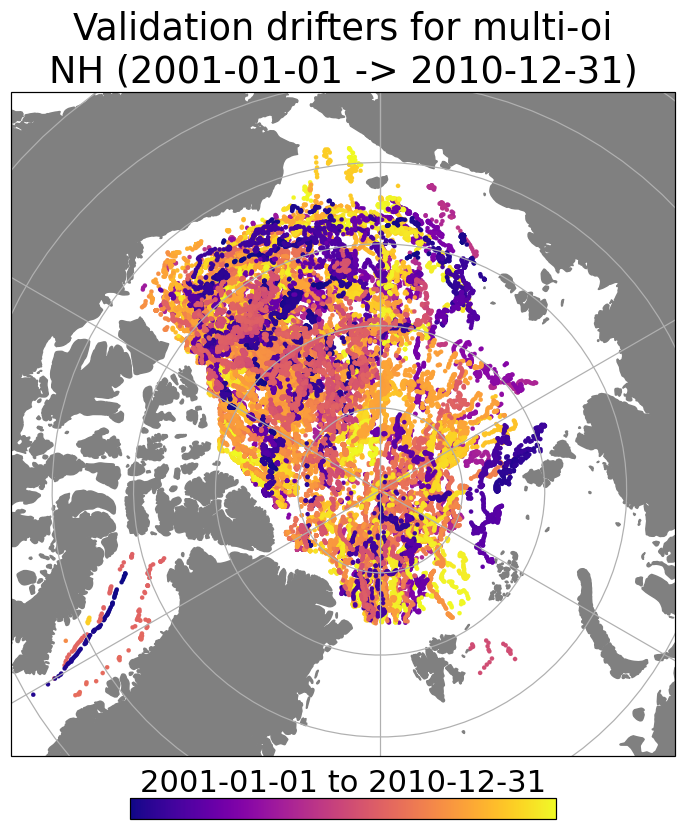 Validation drifters for multi-oi
NH (2001-01-01 -> 2010-12-31)
2001-01-01 to 2010-12-31